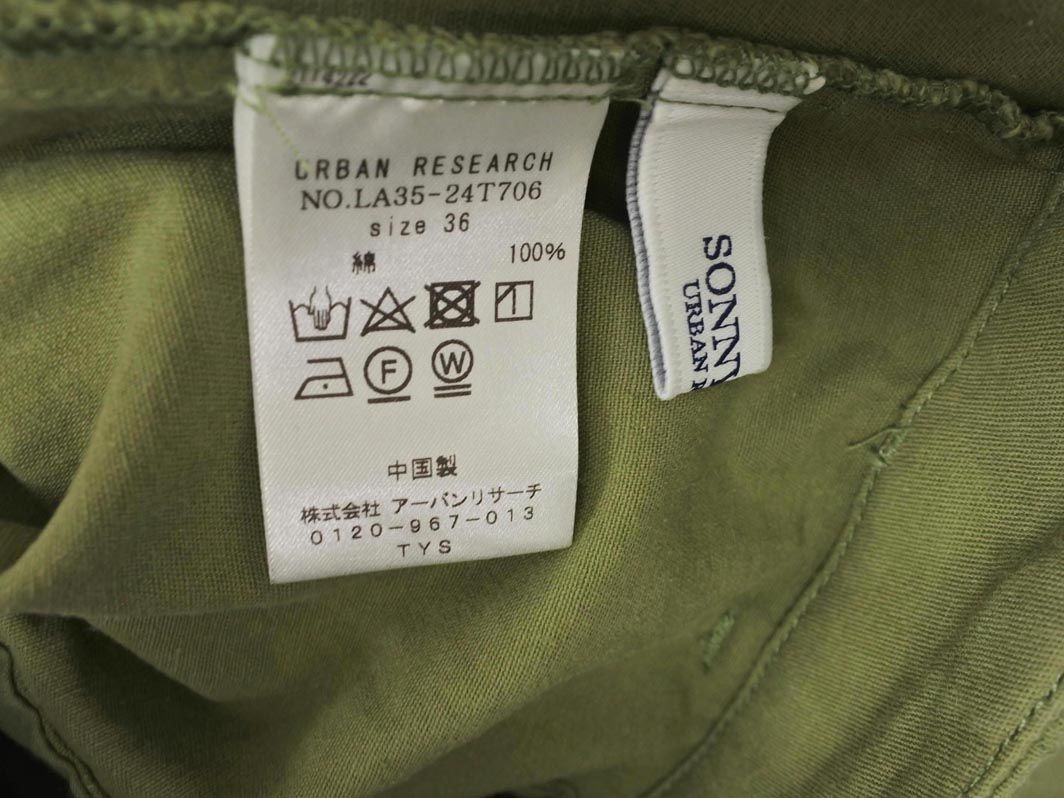 URBAN RESEARCH
NO.LA35-24T706
size 36
綿 100%
F W
中国製
株式会社 アーバンリサーチ
0120-967-013
TYS
SONNY
URBAN